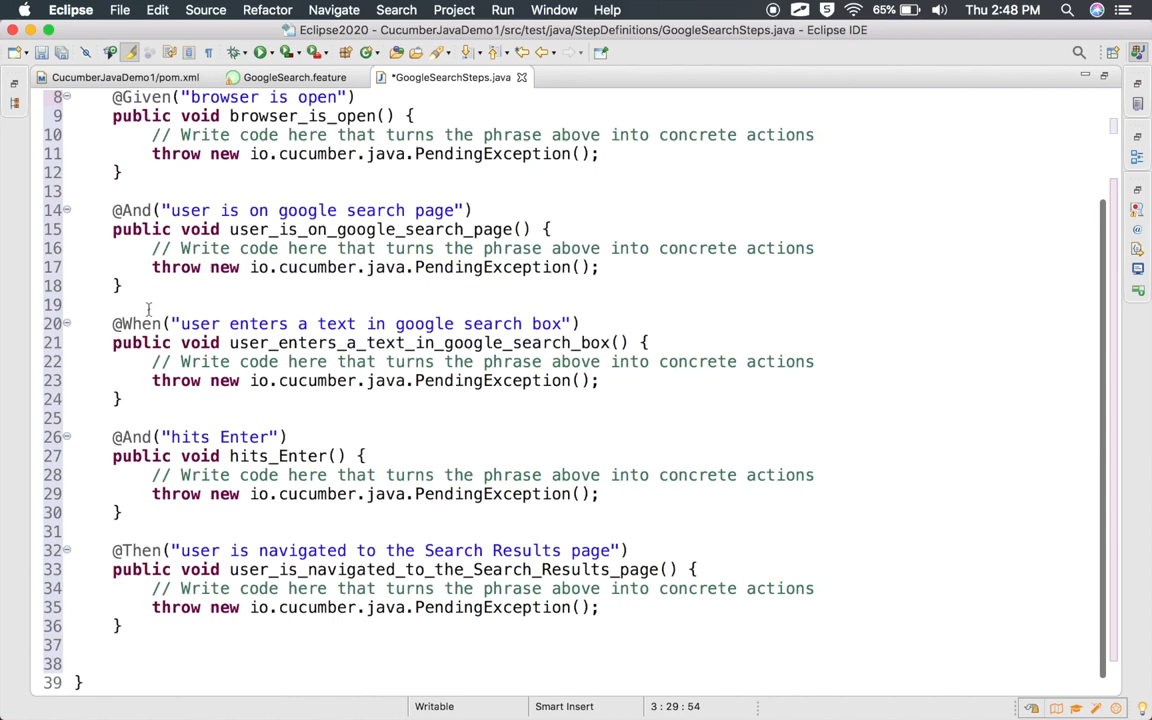 Eclipse File Edit Source Refactor Navigate Search Project Run Window Help 65% Thu 2:48 PM
Eclipse2020 - CucumberJavaDemo1/src/test/java/StepDefinitions/GoogleSearchSteps.java - Eclipse IDE
CucumberJavaDemo1/pom.xml GoogleSearch.feature *GoogleSearchSteps.java
8 @Given("browser is open")
9 public void browser_is_open() {
10 // Write code here that turns the phrase above into concrete actions
11 throw new io.cucumber.java.PendingException();
12 }
13
14 @And("user is on google search page")
15 public void user_is_on_google_search_page() {
16 // Write code here that turns the phrase above into concrete actions
17 throw new io.cucumber.java.PendingException();
18 }
19
20 @When("user enters a text in google search box")
21 public void user_enters_a_text_in_google_search_box() {
22 // Write code here that turns the phrase above into concrete actions
23 throw new io.cucumber.java.PendingException();
24 }
25
26 @And("hits Enter")
27 public void hits_Enter() {
28 // Write code here that turns the phrase above into concrete actions
29 throw new io.cucumber.java.PendingException();
30 }
31
32 @Then("user is navigated to the Search Results page")
33 public void user_is_navigated_to_the_Search_Results_page() {
34 // Write code here that turns the phrase above into concrete actions
35 throw new io.cucumber.java.PendingException();
36 }
37
38
39 }
Writable Smart Insert 3 : 29 : 54